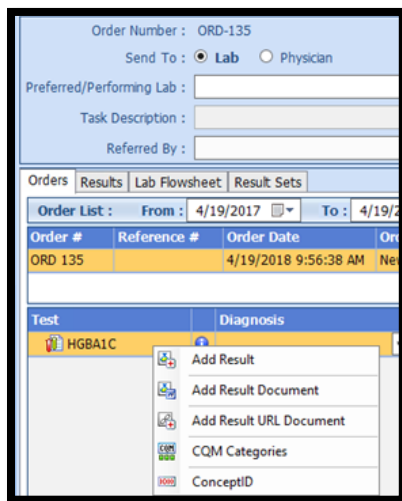 Order Number : ORD-135
Send To : Lab Physician
Preferred/Performing Lab :
Task Description :
Referred By :
Orders Results Lab Flowsheet Result Sets
Order List : From : 4/19/2017 To : 4/19/2
Order # Reference # Order Date Ord
ORD 135 4/19/2018 9:56:38 AM Nev
Test Diagnosis
HGBA1C
Add Result
Add Result Document
Add Result URL Document
CQM Categories
ConceptID